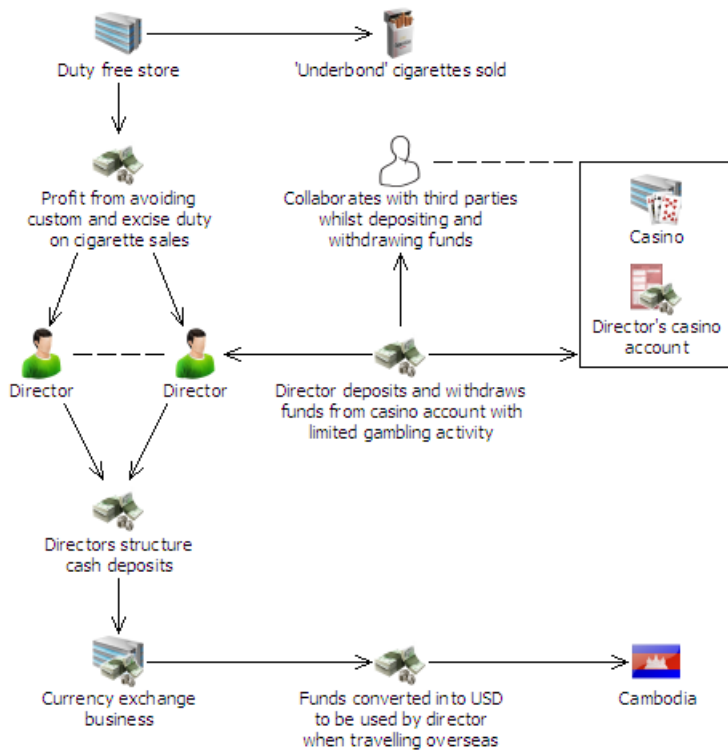 Duty free store
'Underbond' cigarettes sold
Profit from avoiding
custom and excise duty
on cigarette sales
Collaborates with third parties
whilst depositing and
withdrawing funds
Casino
Director's casino
account
Director
Director
Director deposits and withdraws
funds from casino account with
limited gambling activity
Directors structure
cash deposits
Currency exchange
business
Funds converted into USD
to be used by director
when travelling overseas
Cambodia